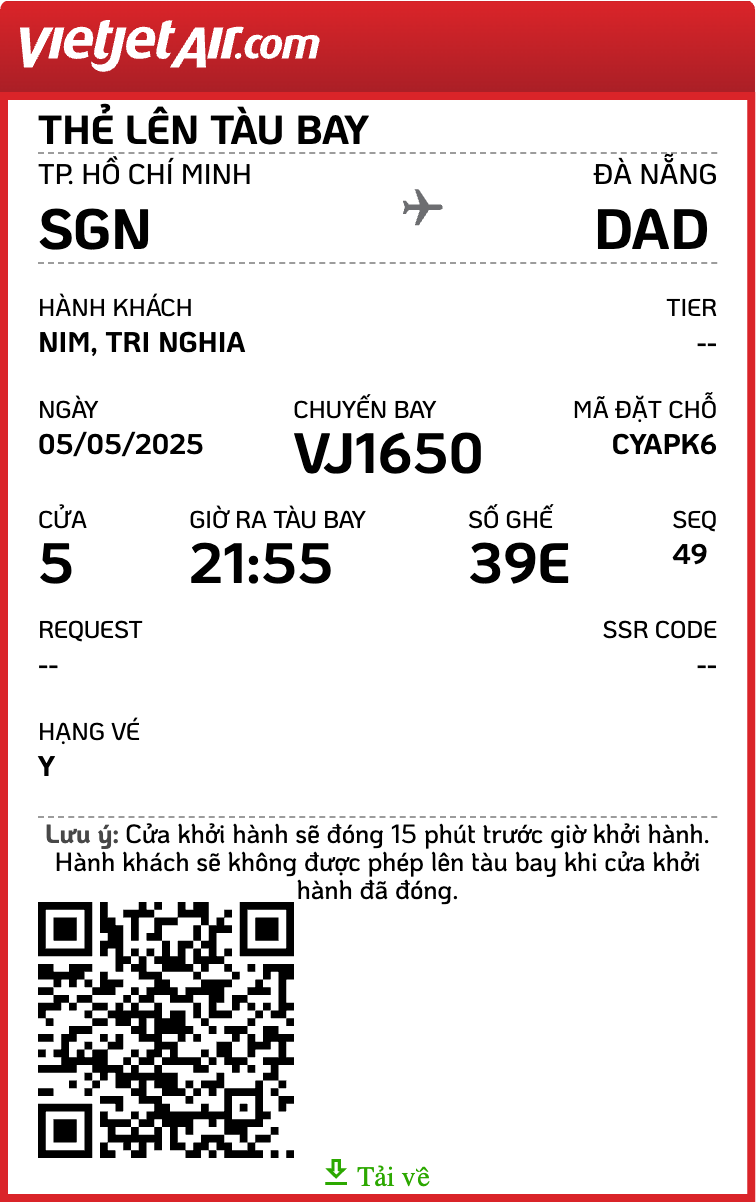 vietjetAir.com
THẺ LÊN TÀU BAY
TP. HỒ CHÍ MINH ĐÀ NẴNG
SGN DAD
HÀNH KHÁCH TIER
NIM, TRI NGHIA --
NGÀY CHUYẾN BAY MÃ ĐẶT CHỖ
05/05/2025 VJ1650 CYAPK6
CỬA GIỜ RA TÀU BAY SỐ GHẾ SEQ
5 21:55 39E 49
REQUEST SSR CODE
-- --
HẠNG VÉ
Y
Lưu ý: Cửa khởi hành sẽ đóng 15 phút trước giờ khởi hành.
Hành khách sẽ không được phép lên tàu bay khi cửa khởi
hành đã đóng.
Tải về